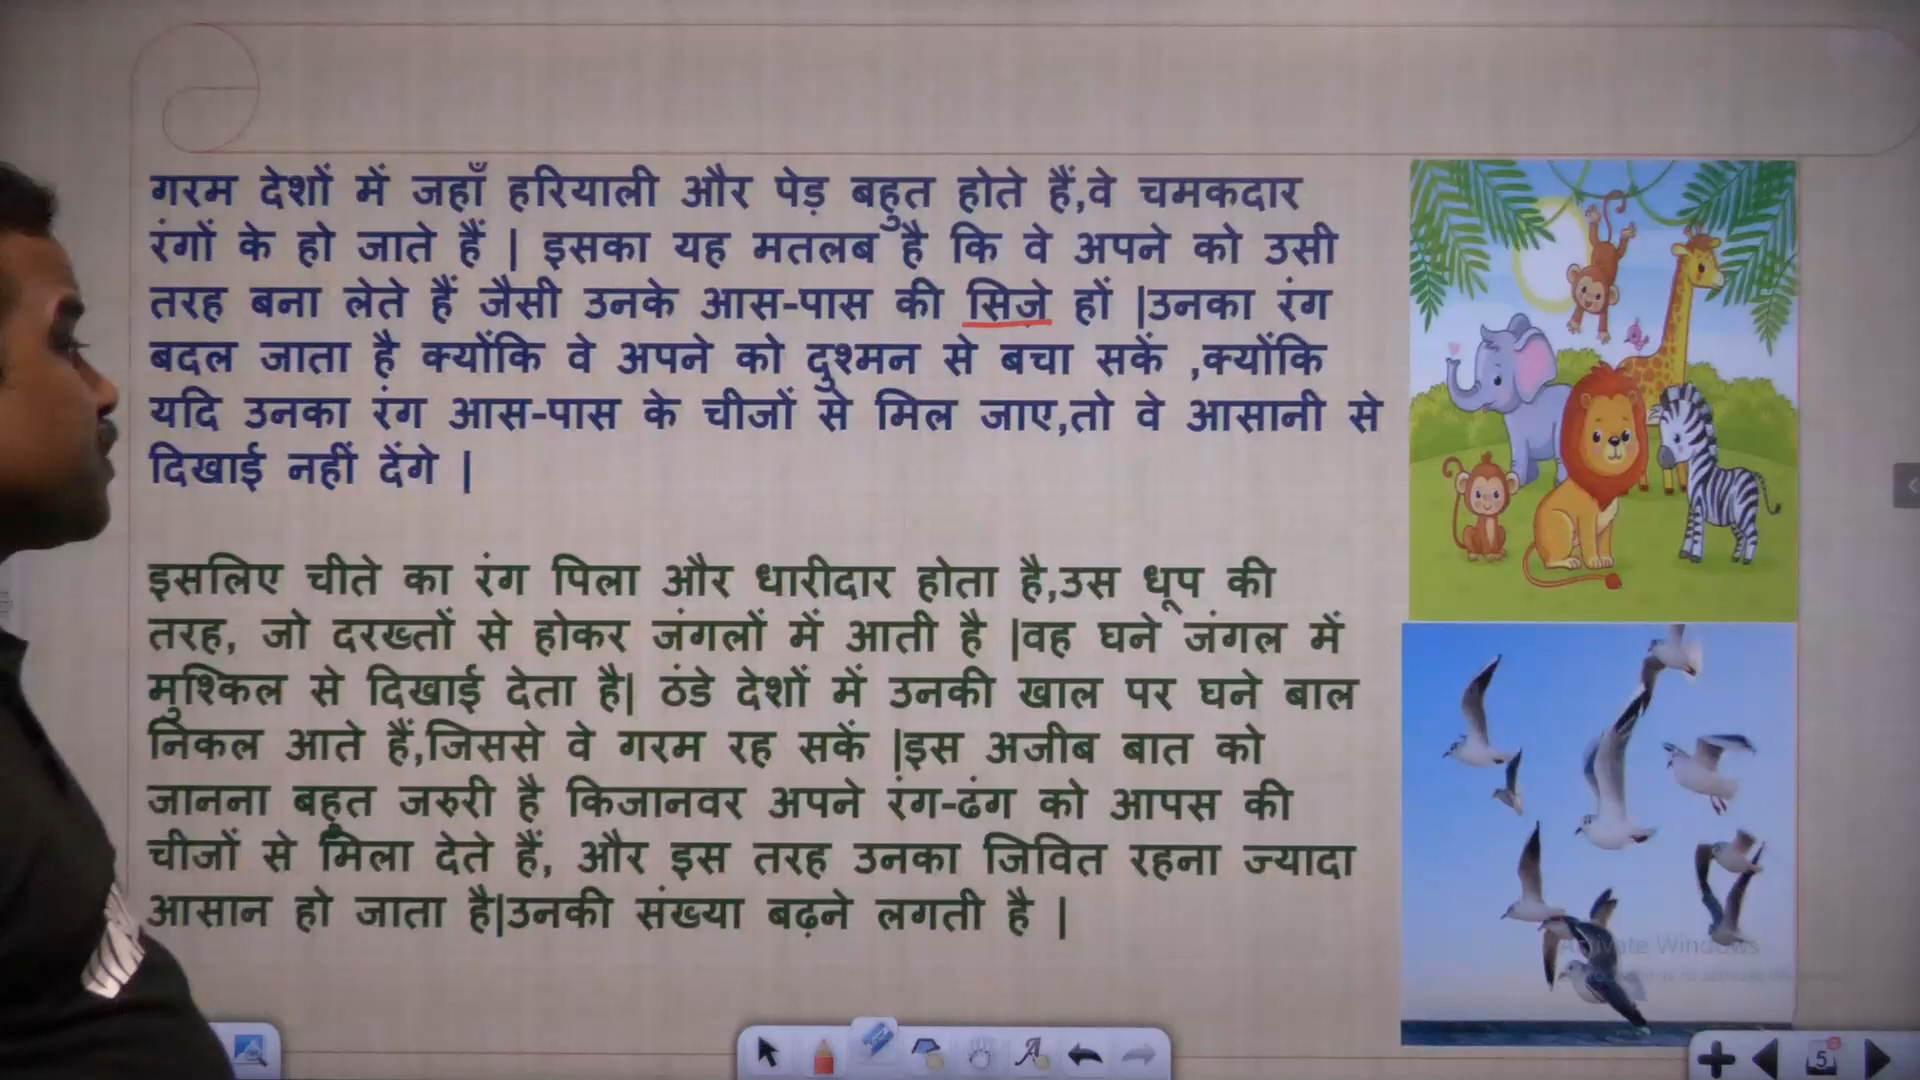 गरम देशों में जहाँ हरियाली और पेड़ बहुत होते हैं,वे चमकदार
रंगों के हो जाते हैं | इसका यह मतलब है कि वे अपने को उसी
तरह बना लेते हैं जैसी उनके आस-पास की सिजे हों |उनका रंग
बदल जाता है क्योंकि वे अपने को दुश्मन से बचा सकें ,क्योंकि
यदि उनका रंग आस-पास के चीजों से मिल जाए,तो वे आसानी से
दिखाई नहीं देंगे |
इसलिए चीते का रंग पिला और धारीदार होता है,उस धूप की
तरह, जो दरख्तों से होकर जंगलों में आती है |वह घने जंगल में
मुश्किल से दिखाई देता है| ठंडे देशों में उनकी खाल पर घने बाल
निकल आते हैं,जिससे वे गरम रह सकें |इस अजीब बात को
जानना बहुत जरुरी है किजानवर अपने रंग-ढंग को आपस की
चीजों से मिला देते हैं, और इस तरह उनका जिवित रहना ज्यादा
आसान हो जाता है|उनकी संख्या बढ़ने लगती है |
Activate Windows
5